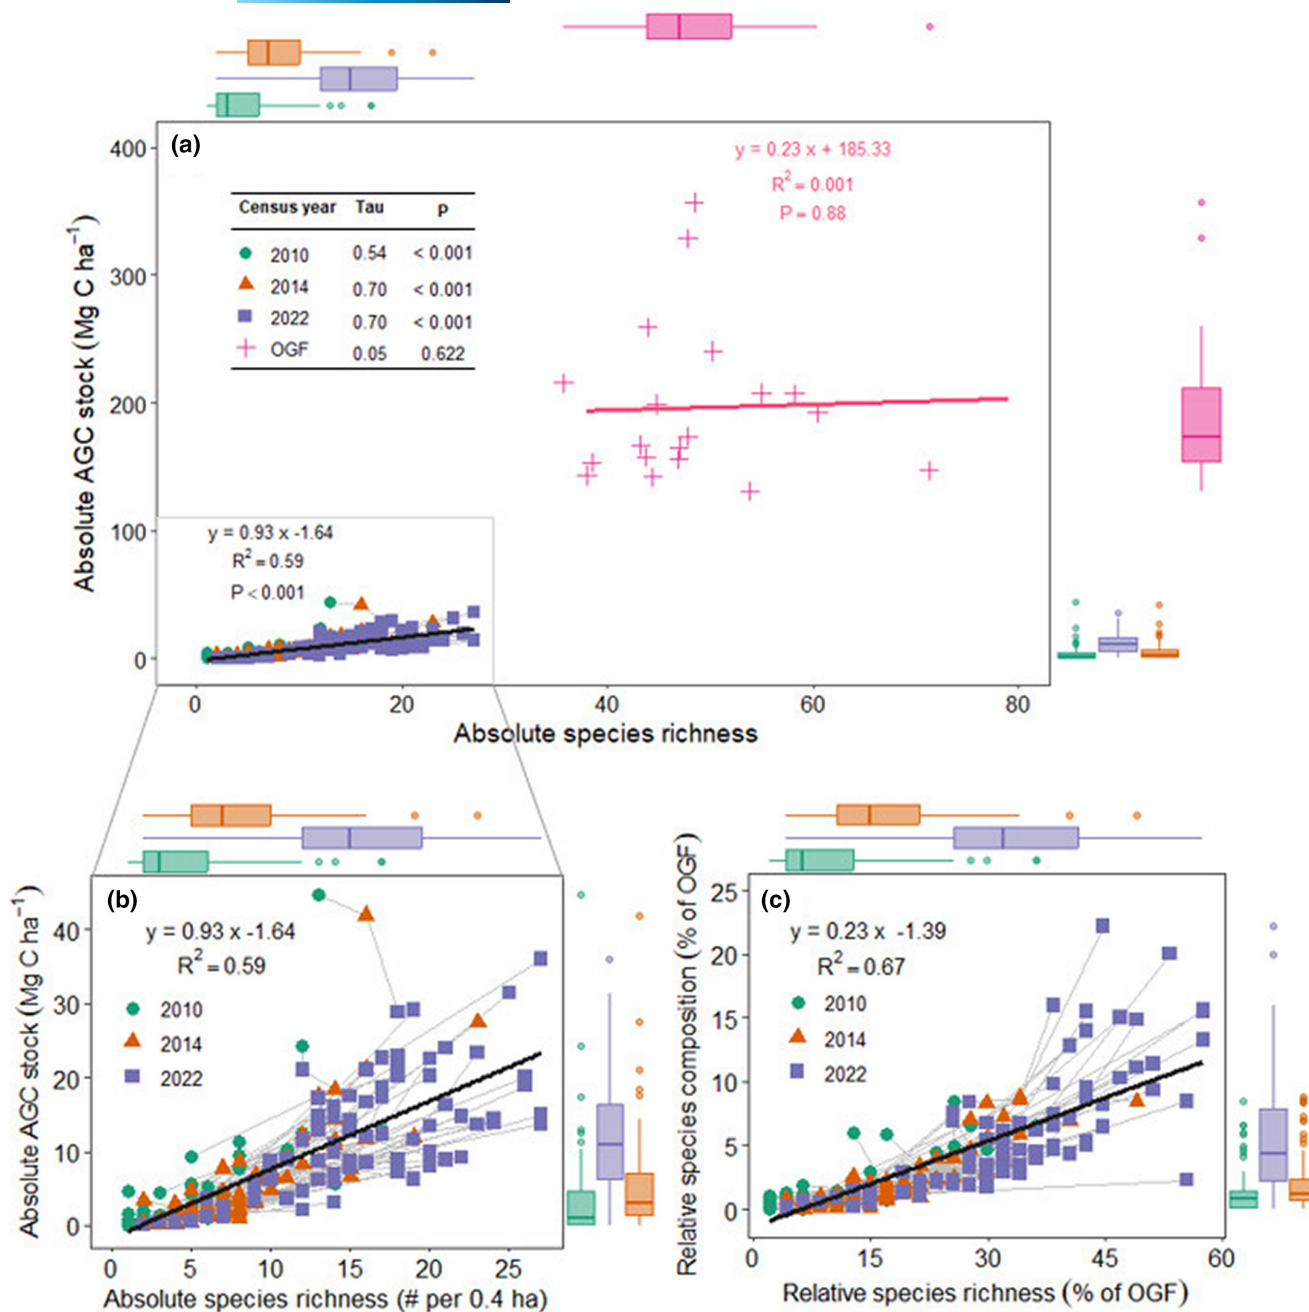 (a)
y = 0.23 x + 185.33
R² = 0.001
P = 0.88
Census year Tau p
2010 0.54 < 0.001
2014 0.70 < 0.001
2022 0.70 < 0.001
OGF 0.05 0.622
y = 0.93 x -1.64
R² = 0.59
P < 0.001
Absolute AGC stock (Mg C ha⁻¹)
400
300
200
100
0
0 20 40 60 80
Absolute species richness
(b)
y = 0.93 x -1.64
R² = 0.59
2010
2014
2022
Absolute AGC stock (Mg C ha⁻¹)
40
30
20
10
0
0 5 10 15 20 25
Absolute species richness (# per 0.4 ha)
(c)
y = 0.23 x -1.39
R² = 0.67
2010
2014
2022
Relative species composition (% of OGF)
25
20
15
10
5
0
0 15 30 45 60
Relative species richness (% of OGF)